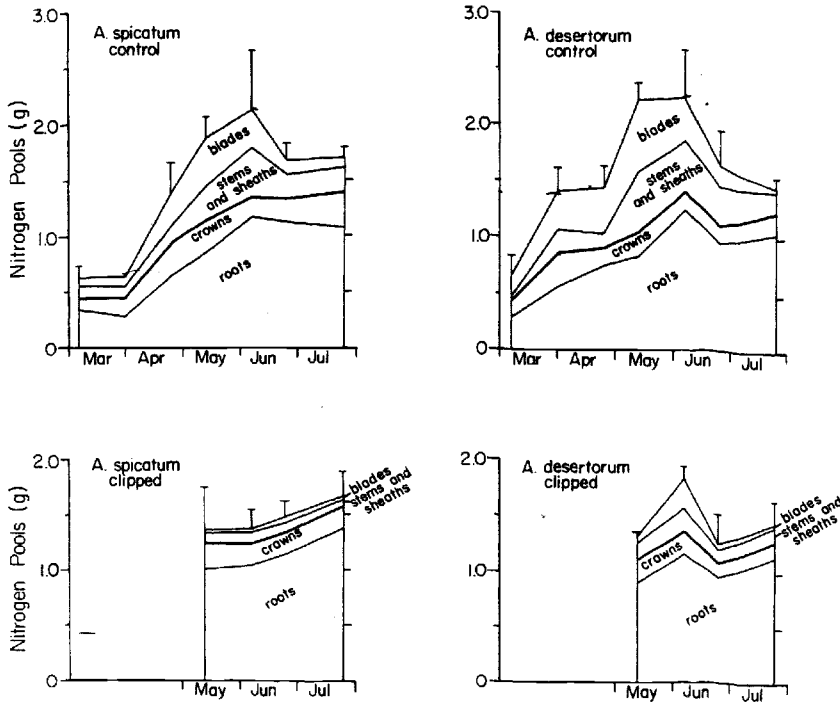 A. spicatum
control
Nitrogen Pools (g)
3.0
2.0
1.0
0
blades
stems
and sheaths
crowns
roots
Mar Apr May Jun Jul
A. desertorum
control
3.0
2.0
1.0
0
blades
stems
and sheaths
crowns
roots
Mar Apr May Jun Jul
A. spicatum
clipped
Nitrogen Pools (g)
2.0
1.0
0
blades
stems and
sheaths
crowns
roots
May Jun Jul
A. desertorum
clipped
2.0
1.0
0
blades
stems and
sheaths
crowns
roots
May Jun Jul